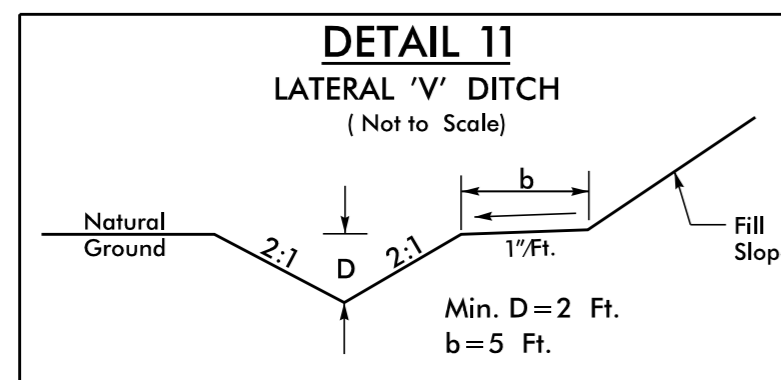 DETAIL 11
LATERAL 'V' DITCH
( Not to Scale)
b
Natural
Ground
2:1
D
2:1
1"/Ft.
Fill
Slop
Min. D=2 Ft.
b=5 Ft.